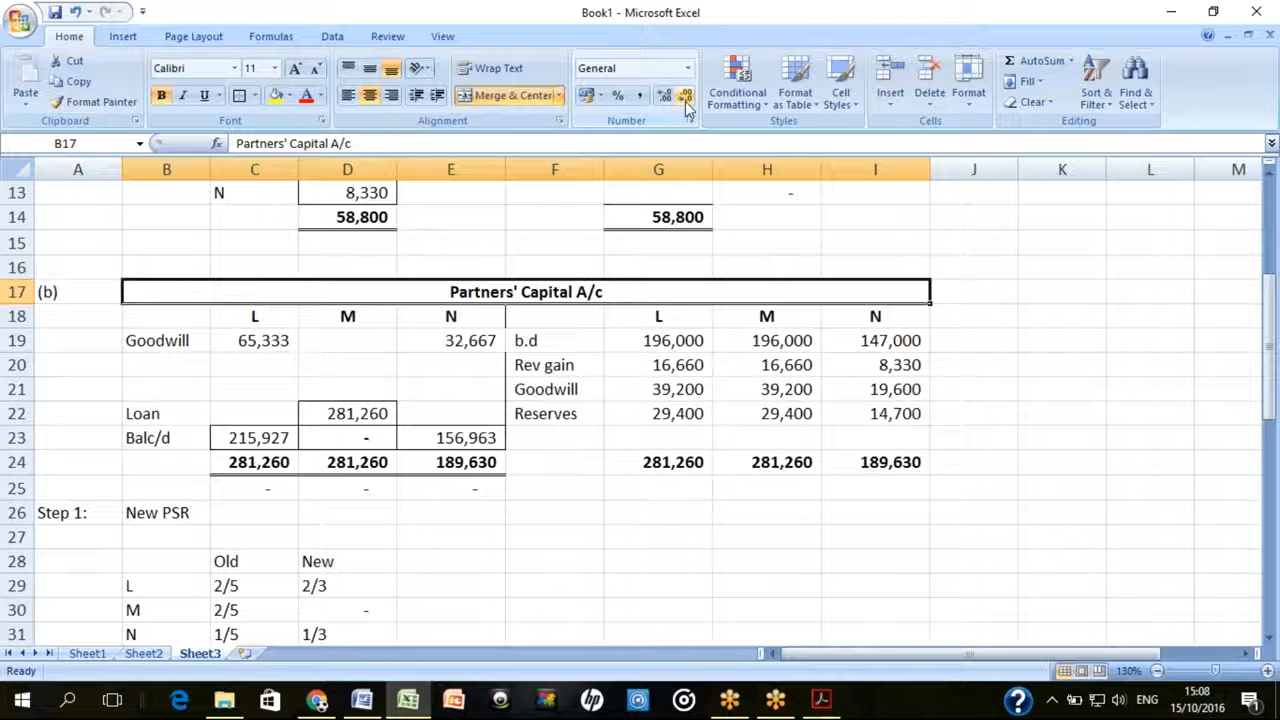 Book1 - Microsoft Excel
Home Insert Page Layout Formulas Data Review View
Cut
Copy
Format Painter
Paste
Clipboard
Calibri 11
B I U
Font
Wrap Text
Merge & Center
Alignment
General
% ,
Number
Conditional Formatting
Format as Table
Cell Styles
Styles
Insert
Delete
Format
Cells
Σ AutoSum
Fill
Clear
Sort & Filter
Find & Select
Editing
B17 fx Partners' Capital A/c
A B C D E F G H I J K L M
13 N 8,330 -
14 58,800 58,800
15
16
17 (b) Partners' Capital A/c
18 L M N L M N
19 Goodwill 65,333 32,667 b.d 196,000 196,000 147,000
20 Rev gain 16,660 16,660 8,330
21 Goodwill 39,200 39,200 19,600
22 Loan 281,260 Reserves 29,400 29,400 14,700
23 Balc/d 215,927 - 156,963
24 281,260 281,260 189,630 281,260 281,260 189,630
25 - - -
26 Step 1: New PSR
27
28 Old New
29 L 2/5 2/3
30 M 2/5 -
31 N 1/5 1/3
Sheet1 Sheet2 Sheet3
Ready 130%
ENG 15:08
15/10/2016